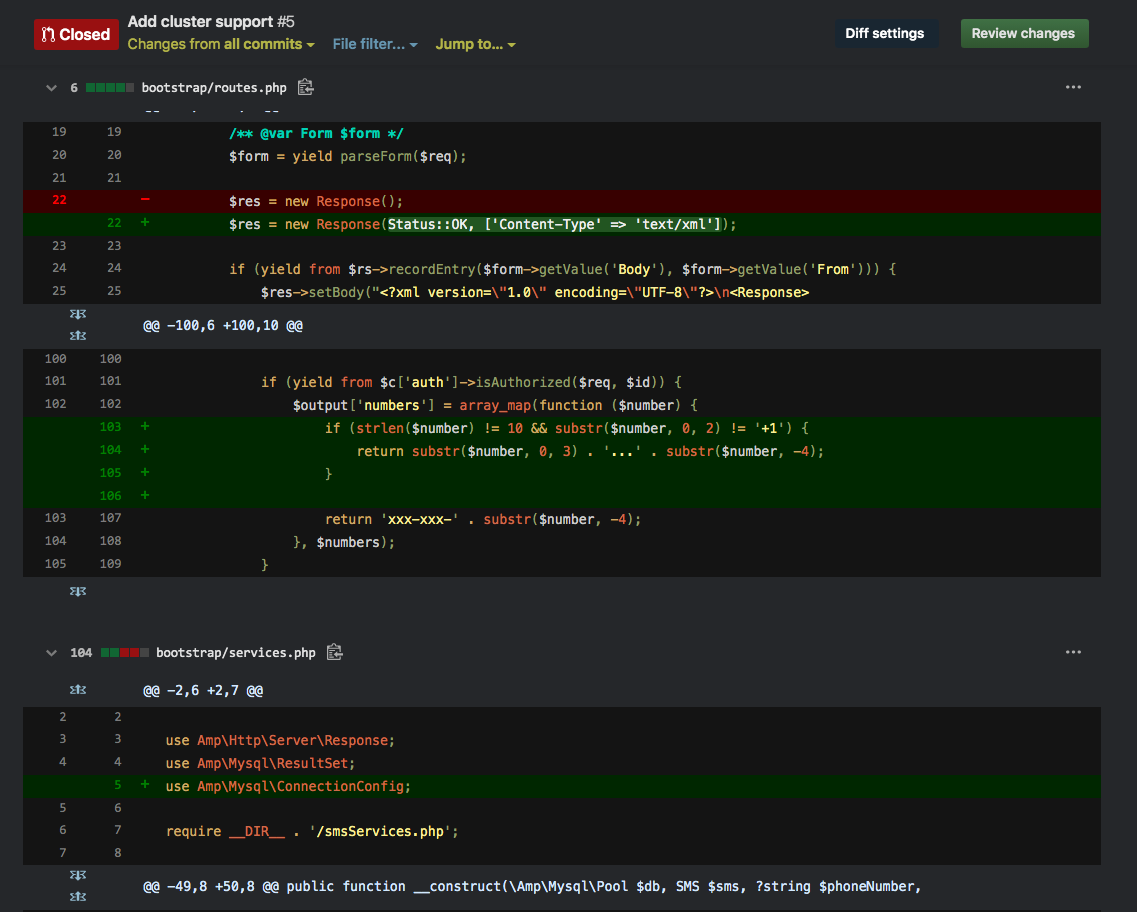 Closed
Add cluster support #5
Changes from all commits
File filter...
Jump to...
Diff settings
Review changes
6 bootstrap/routes.php
19 19 /** @var Form $form */
20 20 $form = yield parseForm($req);
21 21
22 - $res = new Response();
22 + $res = new Response(Status::OK, ['Content-Type' => 'text/xml']);
23 23
24 24 if (yield from $rs->recordEntry($form->getValue('Body'), $form->getValue('From'))) {
25 25 $res->setBody("<?xml version=\"1.0\" encoding=\"UTF-8\"?>\n<Response>
@@ -100,6 +100,10 @@
100 100
101 101 if (yield from $c['auth']->isAuthorized($req, $id)) {
102 102 $output['numbers'] = array_map(function ($number) {
103 + if (strlen($number) != 10 && substr($number, 0, 2) != '+1') {
104 + return substr($number, 0, 3) . '...' . substr($number, -4);
105 + }
106 +
103 107 return 'xxx-xxx-' . substr($number, -4);
104 108 }, $numbers);
105 109 }
104 bootstrap/services.php
@@ -2,6 +2,7 @@
2 2
3 3 use Amp\Http\Server\Response;
4 4 use Amp\Mysql\ResultSet;
5 + use Amp\Mysql\ConnectionConfig;
5 6
6 7 require __DIR__ . '/smsServices.php';
7 8
@@ -49,8 +50,8 @@ public function __construct(\Amp\Mysql\Pool $db, SMS $sms, ?string $phoneNumber,